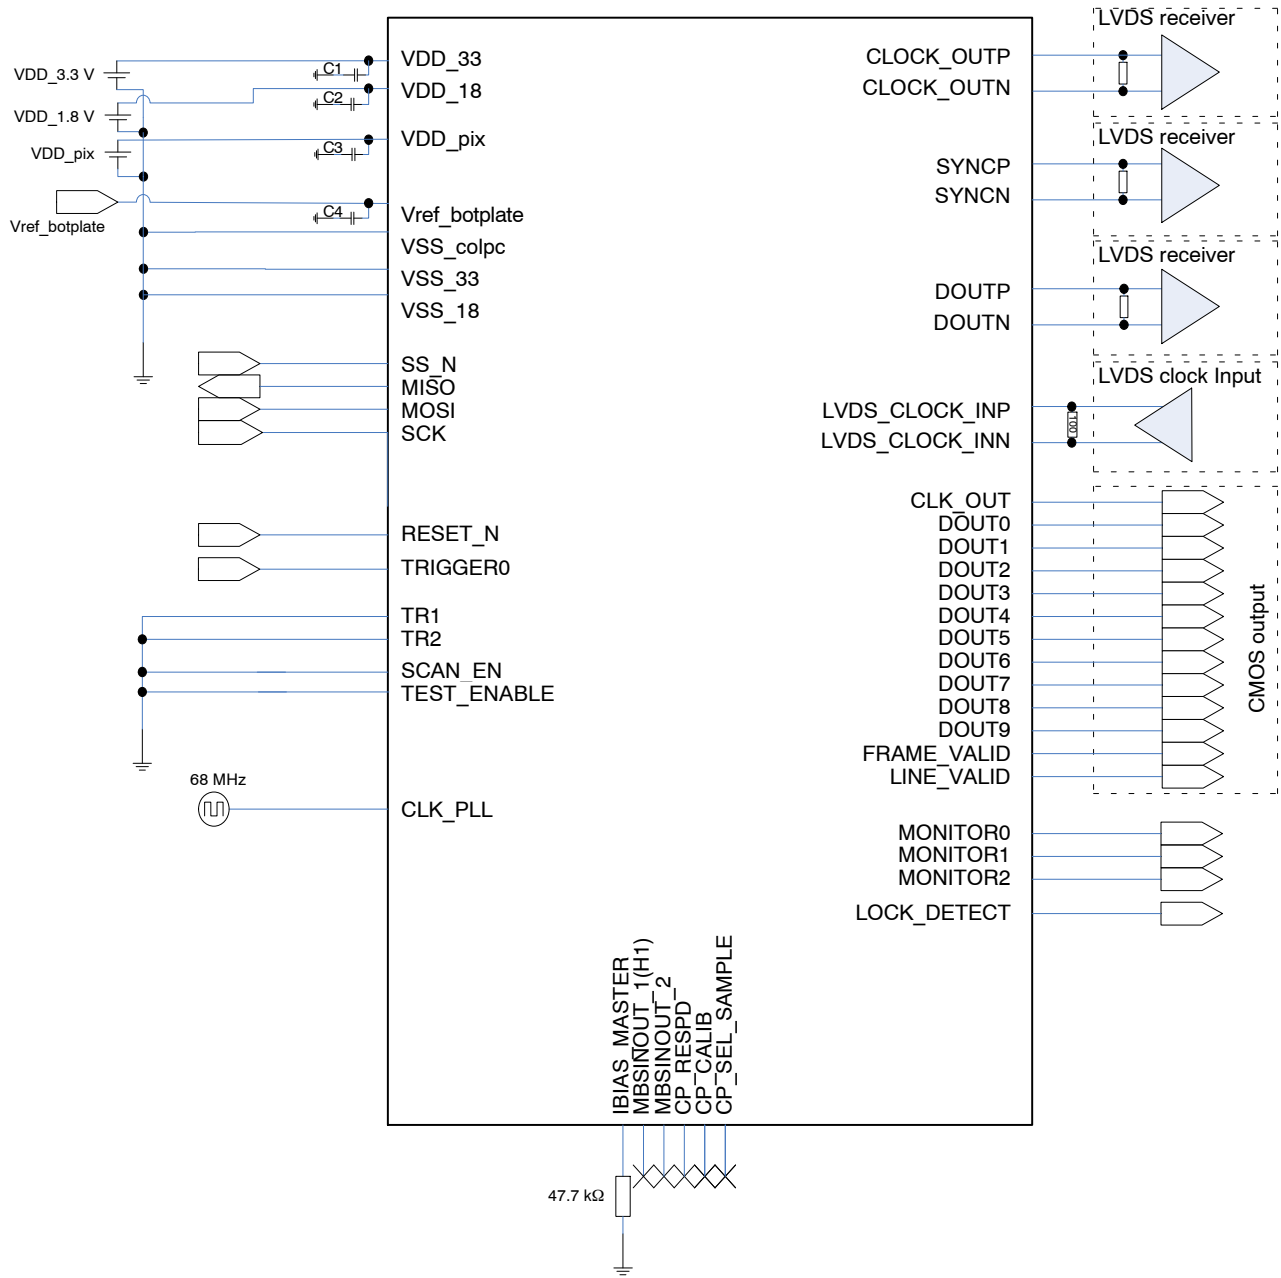 VDD_3.3 V
VDD_1.8 V
VDD_pix
Vref_botplate
C1
C2
C3
C4
VDD_33
VDD_18
VDD_pix
Vref_botplate
VSS_colpc
VSS_33
VSS_18
SS_N
MISO
MOSI
SCK
RESET_N
TRIGGER0
TR1
TR2
SCAN_EN
TEST_ENABLE
68 MHz
CLK_PLL
CLOCK_OUTP
CLOCK_OUTN
SYNCP
SYNCN
DOUTP
DOUTN
LVDS_CLOCK_INP
LVDS_CLOCK_INN
CLK_OUT
DOUT0
DOUT1
DOUT2
DOUT3
DOUT4
DOUT5
DOUT6
DOUT7
DOUT8
DOUT9
FRAME_VALID
LINE_VALID
MONITOR0
MONITOR1
MONITOR2
LOCK_DETECT
LVDS receiver
LVDS receiver
LVDS receiver
LVDS clock Input
100
CMOS output
IBIAS_MASTER
MBSINOUT_1(H1)
MBSINOUT_2
CP_RESPD_
CP_CALIB
CP_SEL_SAMPLE
47.7 kΩ